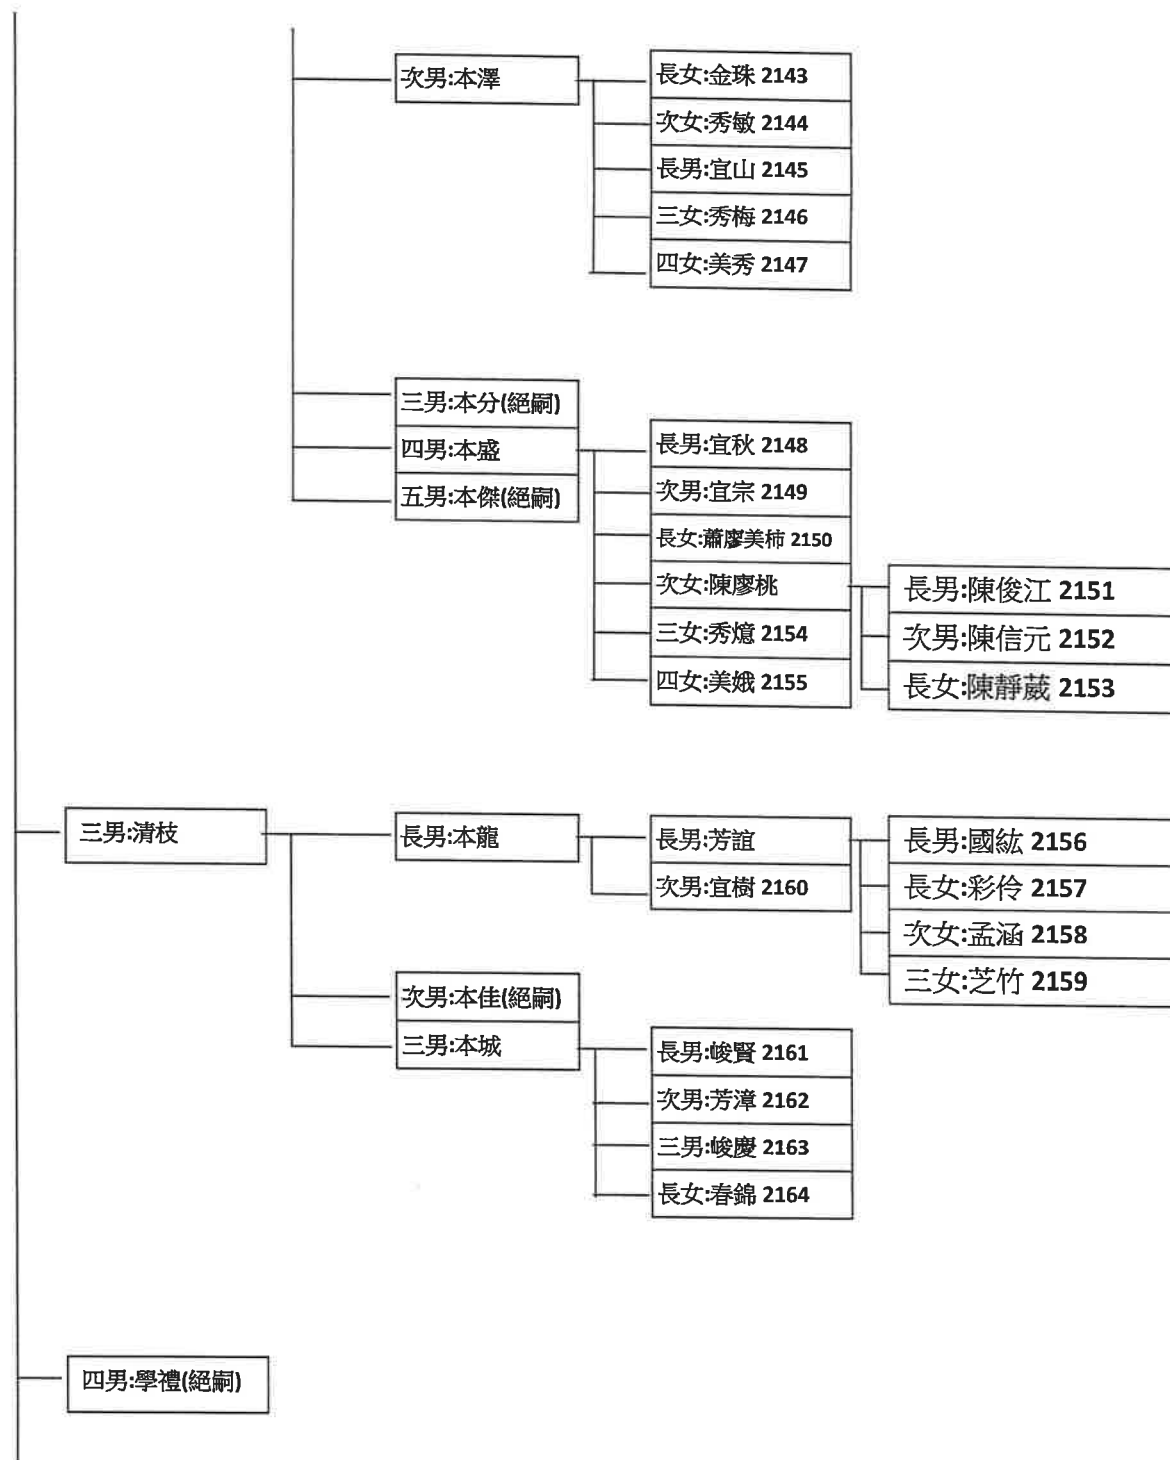 次男:本澤
長女:金珠 2143
次女:秀敏 2144
長男:宜山 2145
三女:秀梅 2146
四女:美秀 2147
三男:本分(絕嗣)
四男:本盛
五男:本傑(絕嗣)
長男:宜秋 2148
次男:宜宗 2149
長女:蕭廖美柿 2150
次女:陳廖桃
三女:秀熺 2154
四女:美娥 2155
長男:陳俊江 2151
次男:陳信元 2152
長女:陳靜葳 2153
三男:清枝
長男:本龍
長男:芳誼
次男:宜樹 2160
長男:國紘 2156
長女:彩伶 2157
次女:孟涵 2158
三女:芝竹 2159
次男:本佳(絕嗣)
三男:本城
長男:峻賢 2161
次男:芳漳 2162
三男:峻慶 2163
長女:春錦 2164
四男:學禮(絕嗣)